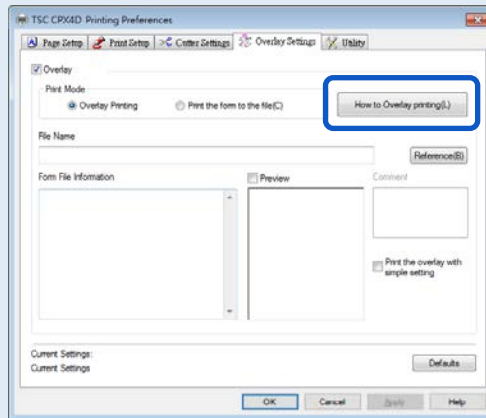 TSC CPX4D Printing Preferences
Page Setup Print Setup Cutter Settings Overlay Settings Utility
Overlay
Print Mode
Overlay Printing Print the form to the file(C) How to Overlay printing(L)
File Name
Reference(B)
Form File Information Preview Comment
Print the overlay with
simple setting
Current Settings:
Current Settings
Defaults
OK Cancel Apply Help